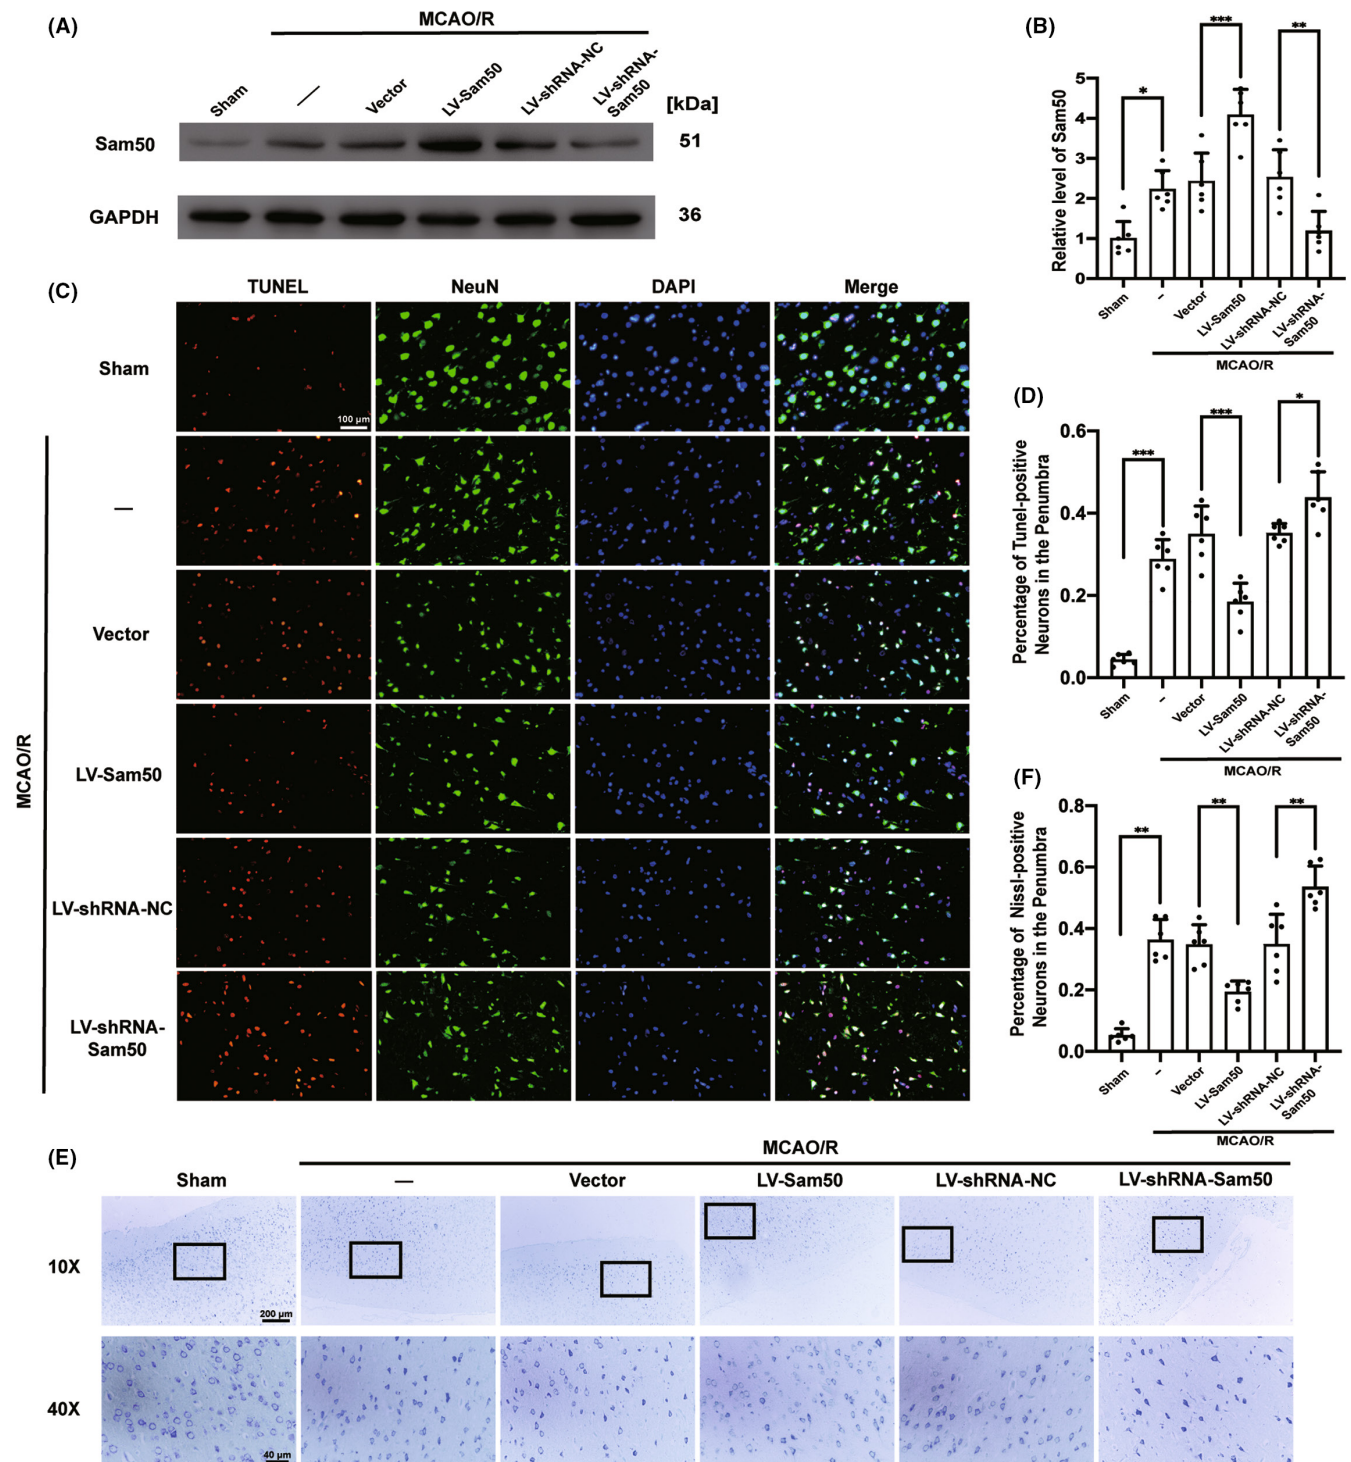 (A)
MCAO/R
Sham
—
Vector
LV-Sam50
LV-shRNA-NC
LV-shRNA-
Sam50
[kDa]
Sam50
51
GAPDH
36
(B)
Relative level of Sam50
5
4
3
2
1
0
*
***
**
Sham
–
Vector
LV-Sam50
LV-shRNA-NC
LV-shRNA-
Sam50
MCAO/R
(C)
TUNEL
NeuN
DAPI
Merge
Sham
100 µm
MCAO/R
—
Vector
LV-Sam50
LV-shRNA-NC
LV-shRNA-
Sam50
(D)
Percentage of Tunel-positive
Neurons in the Penumbra
0.6
0.4
0.2
0.0
***
***
*
Sham
–
Vector
LV-Sam50
LV-shRNA-NC
LV-shRNA-
Sam50
MCAO/R
(F)
Percentage of Nissl-positive
Neurons in the Penumbra
0.8
0.6
0.4
0.2
0.0
**
**
**
Sham
–
Vector
LV-Sam50
LV-shRNA-NC
LV-shRNA-
Sam50
MCAO/R
(E)
MCAO/R
Sham
—
Vector
LV-Sam50
LV-shRNA-NC
LV-shRNA-Sam50
10X
200 µm
40X
40 µm